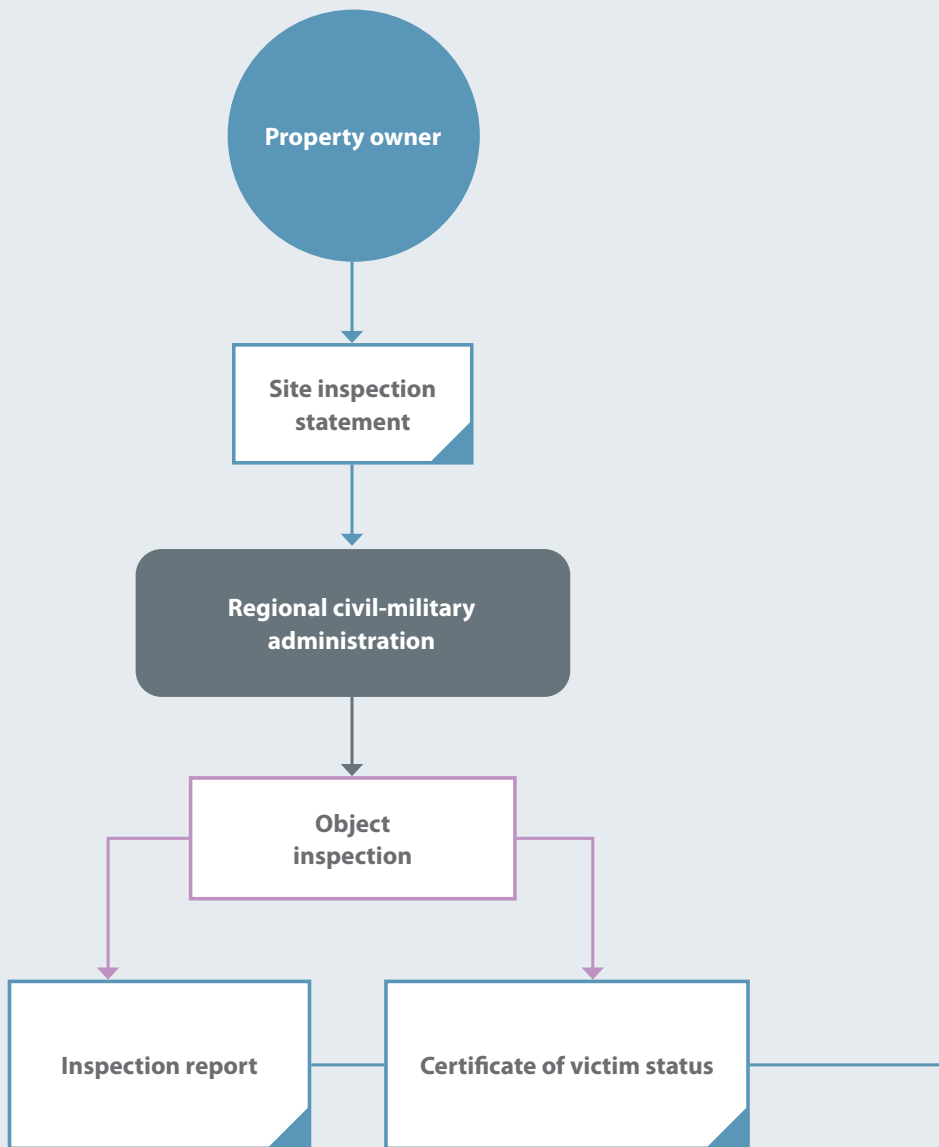 Property owner
Site inspection
statement
Regional civil-military
administration
Object
inspection
Inspection report
Certificate of victim status